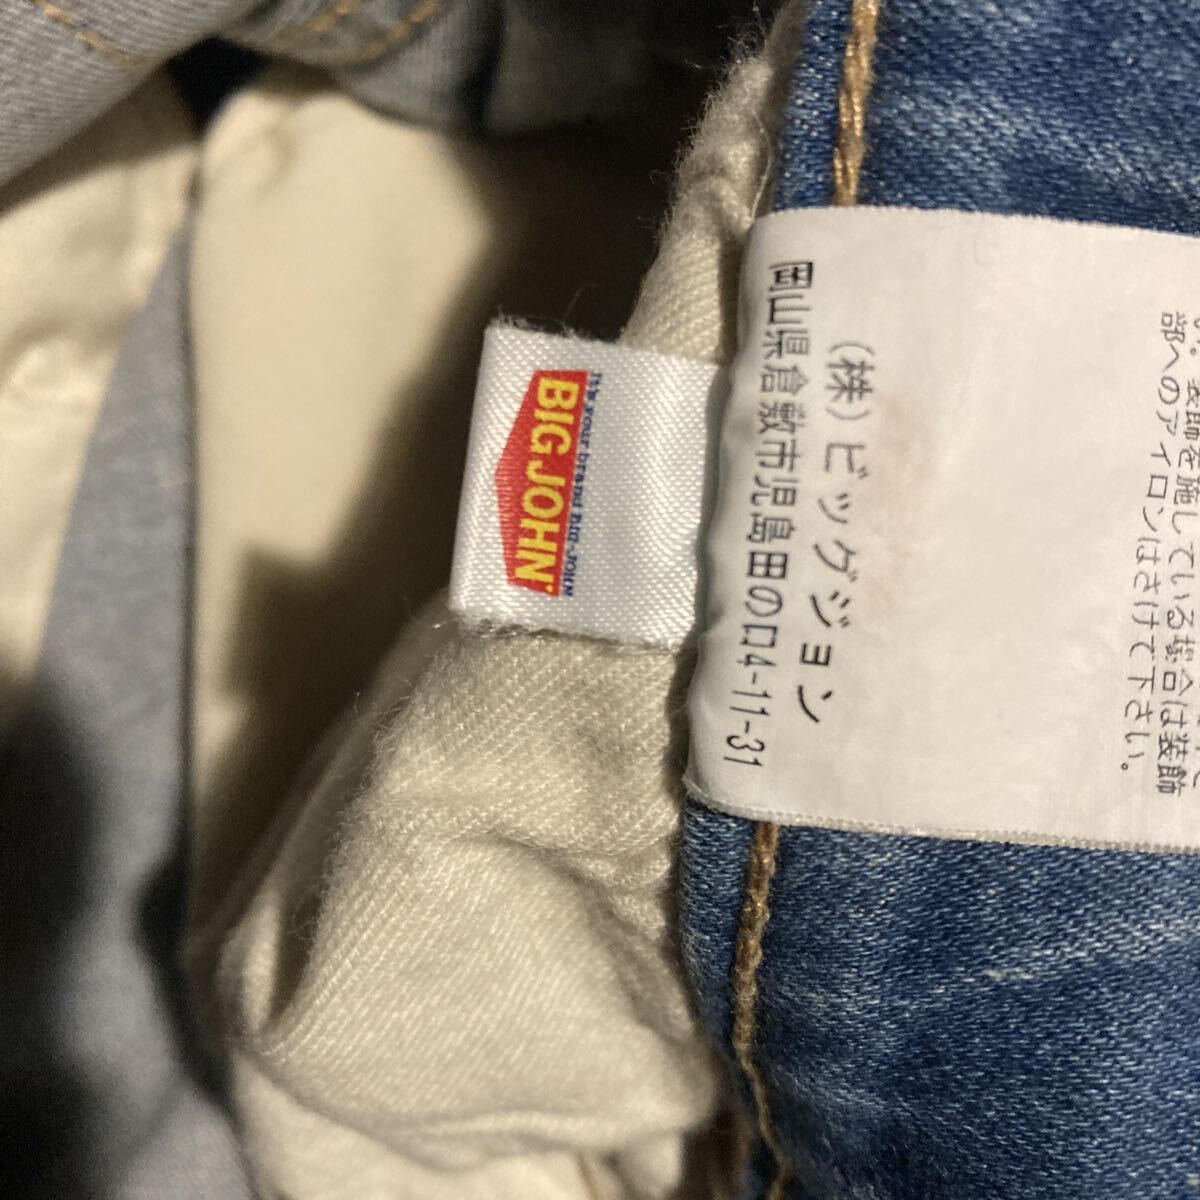 It's your brand BIG-JOHN
BIG JOHN
装飾を施している場合は装飾
部へのアイロンはさけて下さい。
（株）ビッグジョン
岡山県倉敷市児島田の口4-11-31